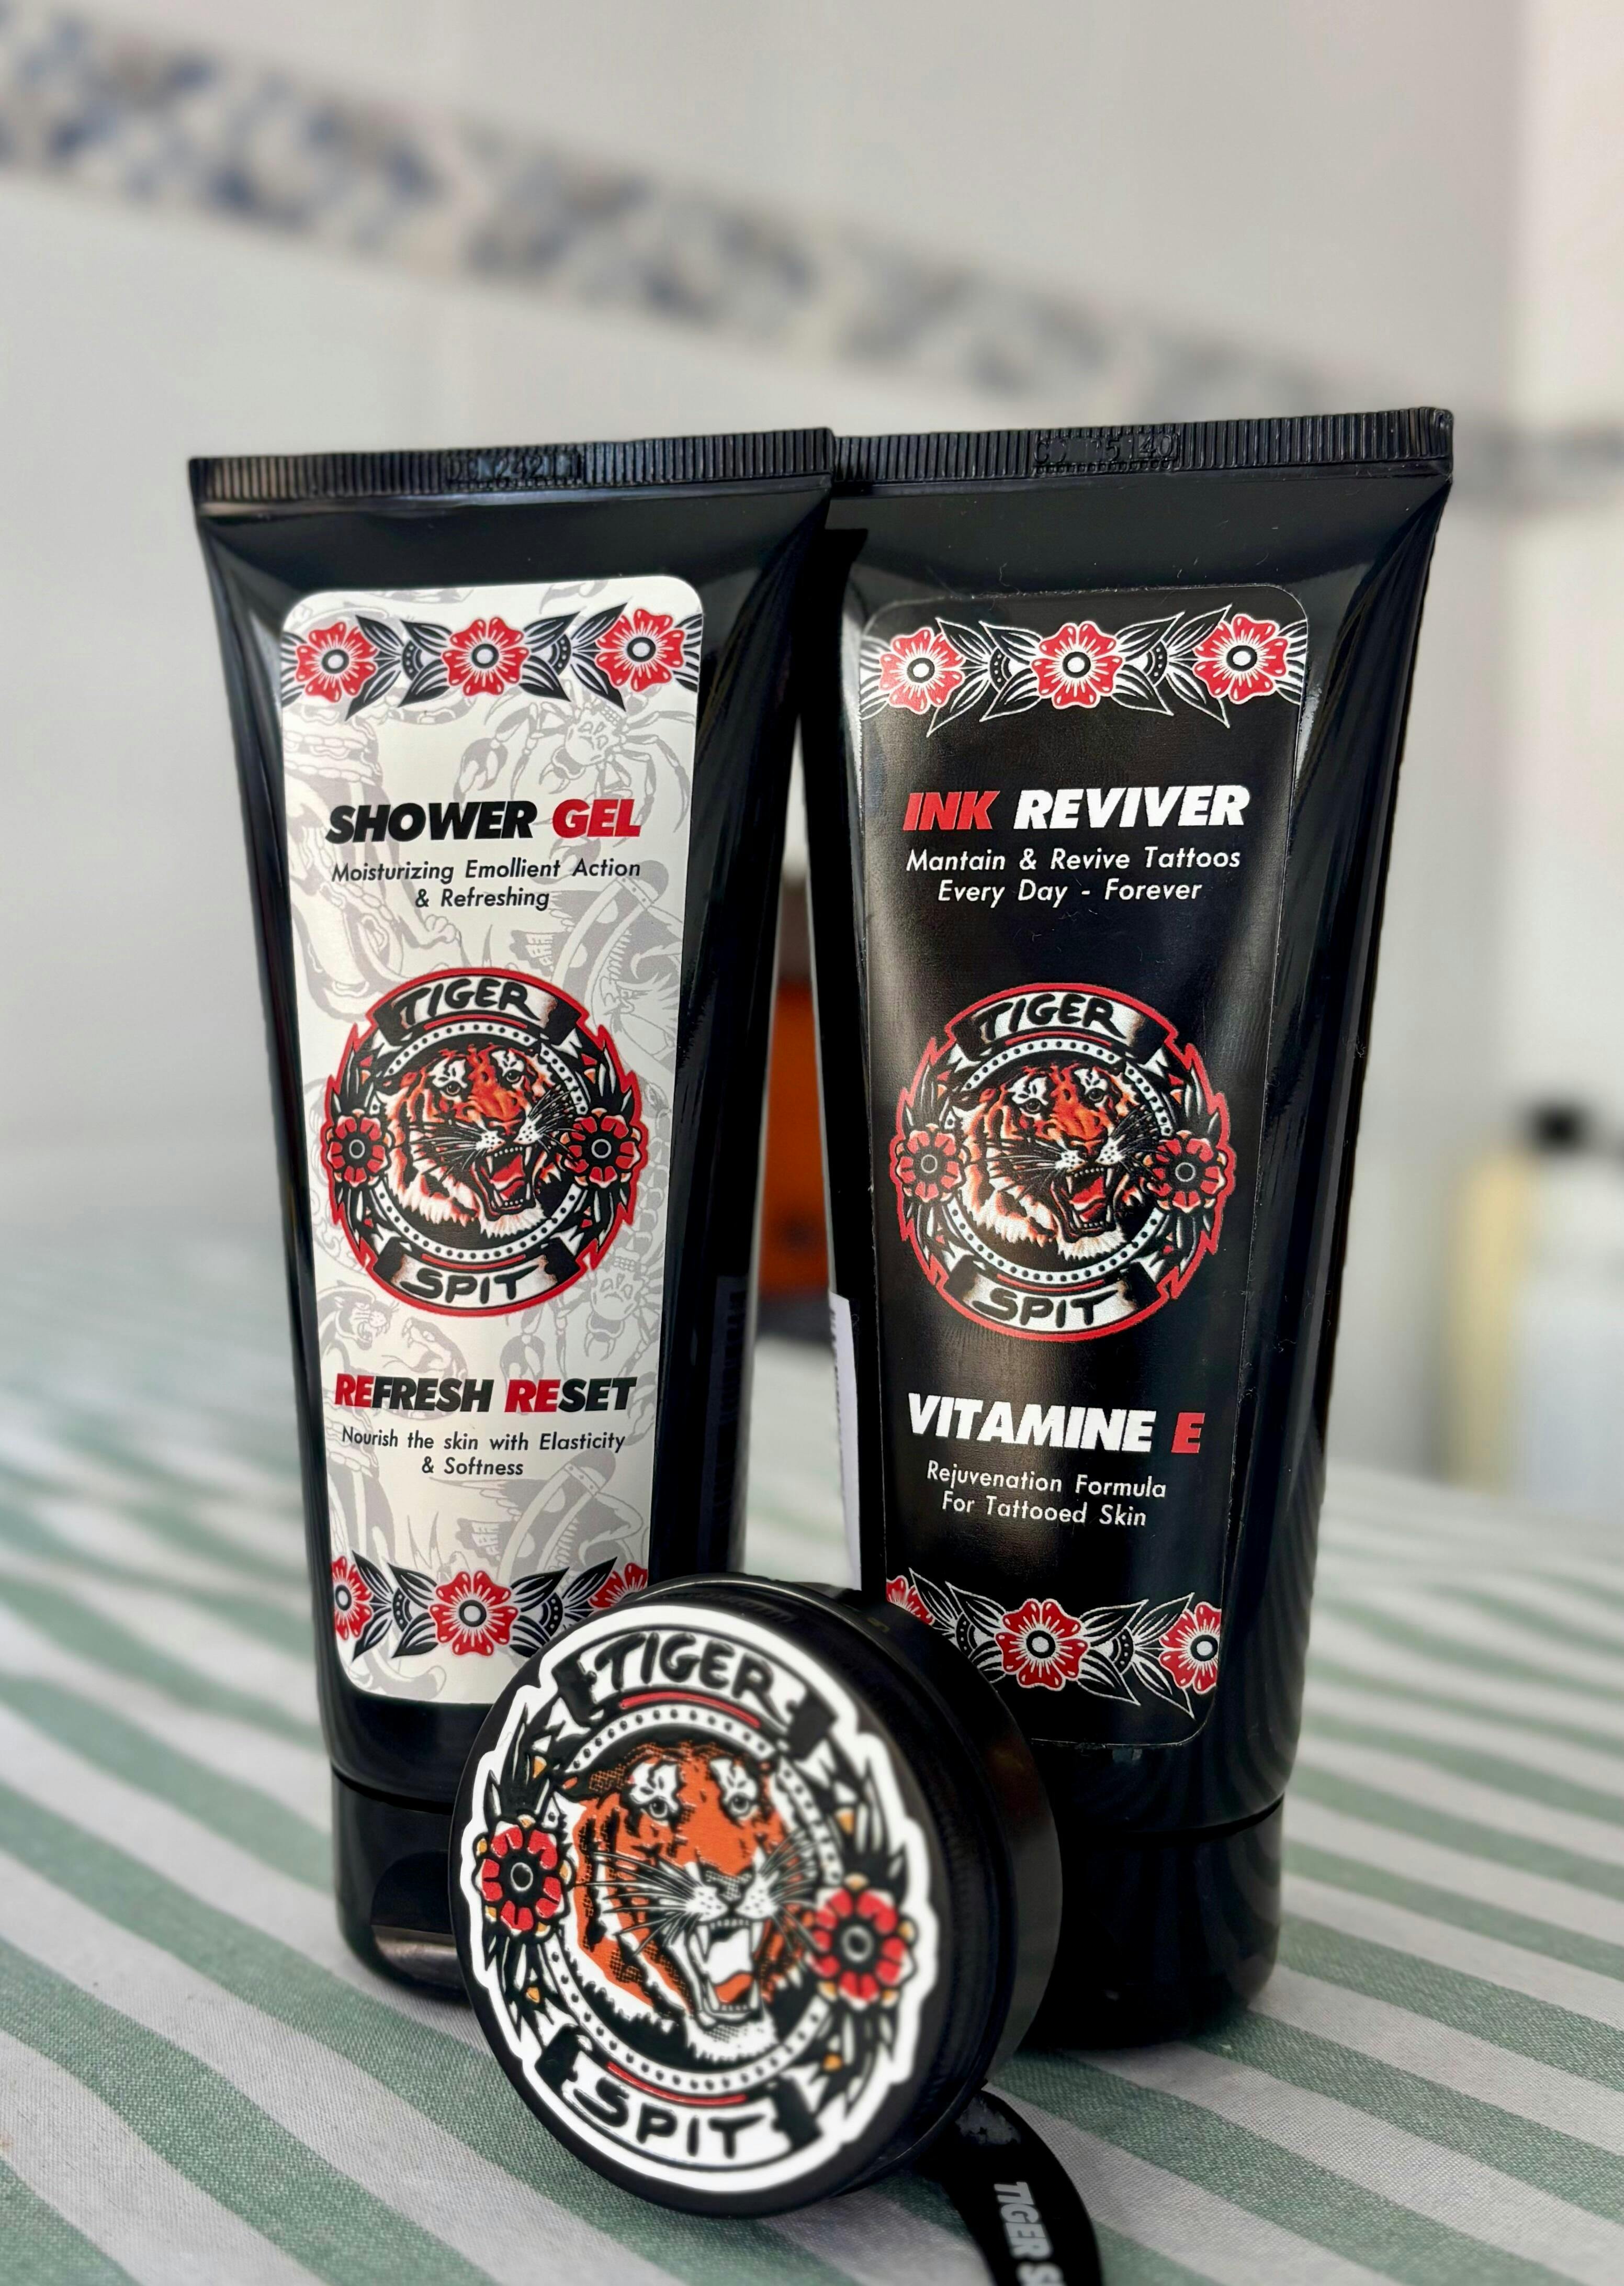 SHOWER GEL
Moisturizing Emollient Action
& Refreshing
TIGER
SPIT
REFRESH RESET
Nourish the skin with Elasticity
& Softness
INK REVIVER
Mantain & Revive Tattoos
Every Day - Forever
TIGER
SPIT
VITAMINE E
Rejuvenation Formula
For Tattooed Skin
TIGER
SPIT
TIGER